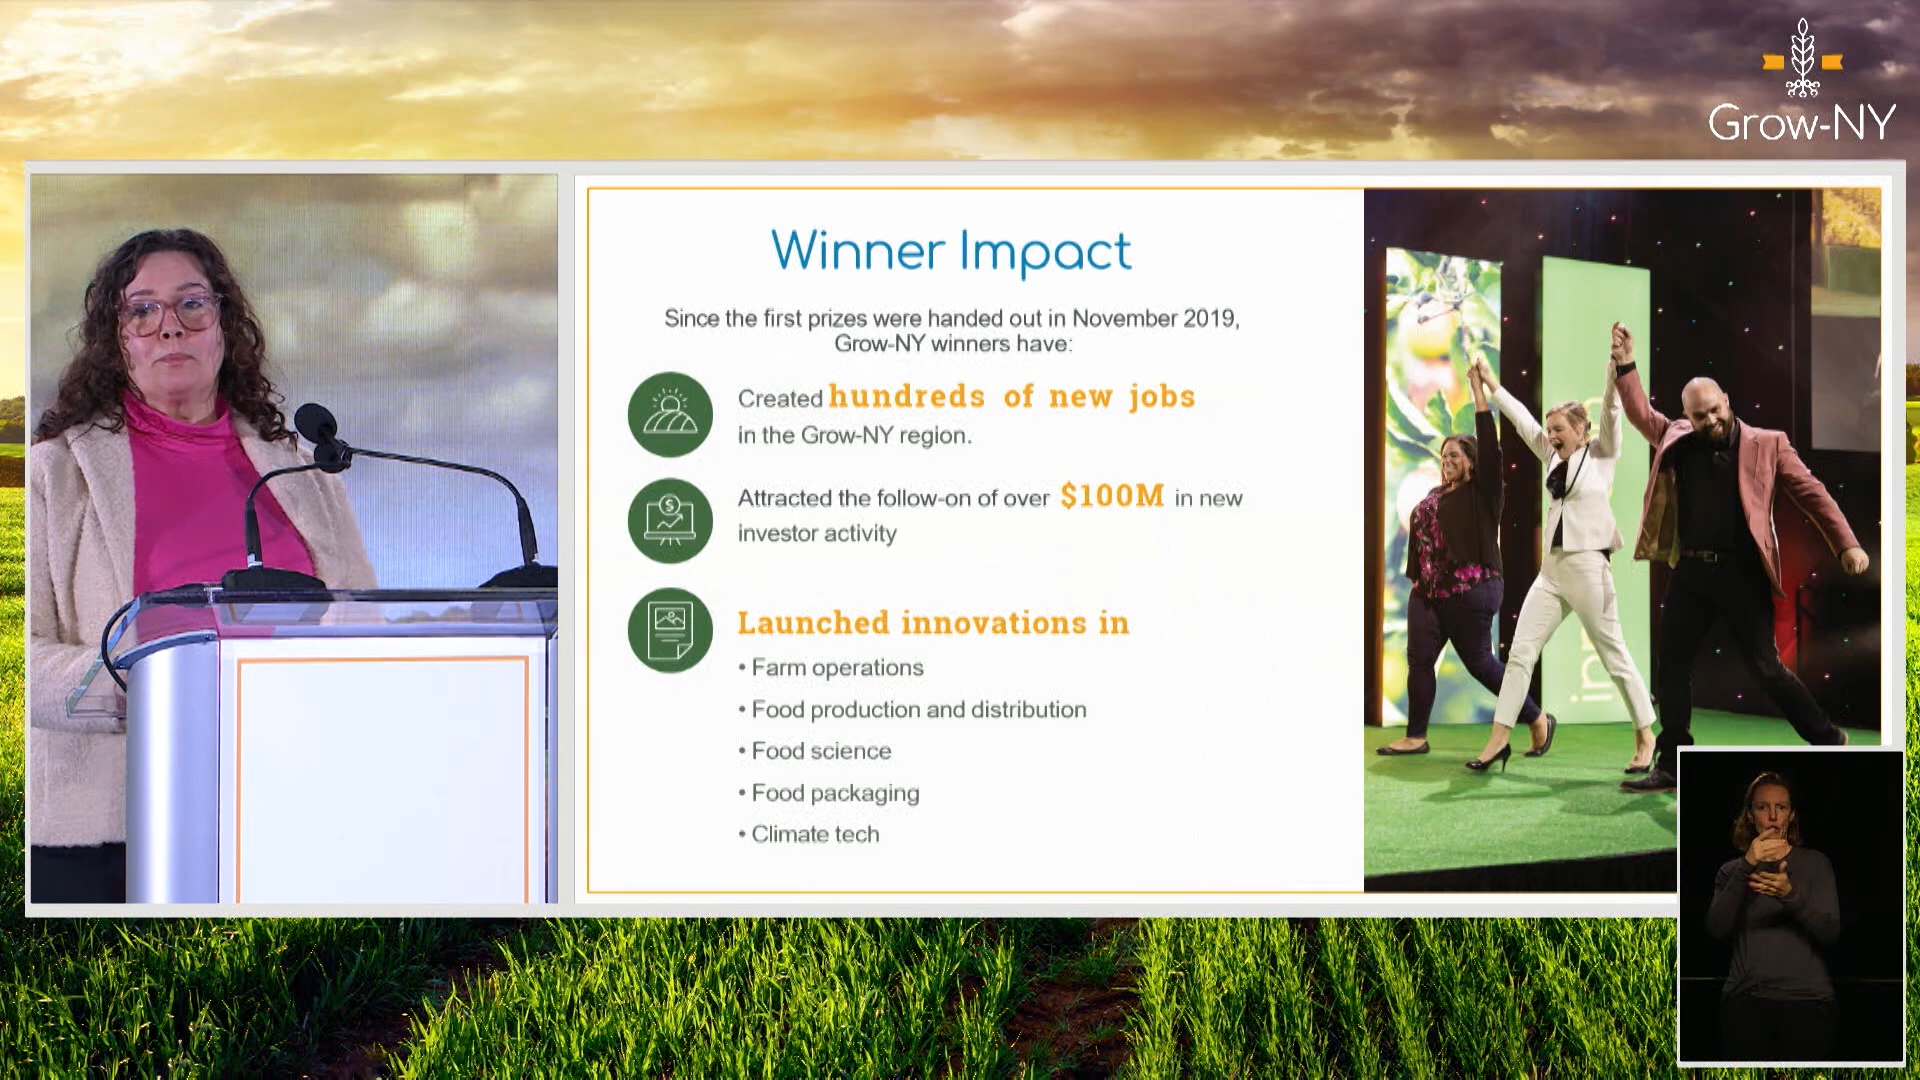 Grow-NY
Winner Impact
Since the first prizes were handed out in November 2019,
Grow-NY winners have:
Created hundreds of new jobs
in the Grow-NY region.
Attracted the follow-on of over $100M in new
investor activity
Launched innovations in
• Farm operations
• Food production and distribution
• Food science
• Food packaging
• Climate tech